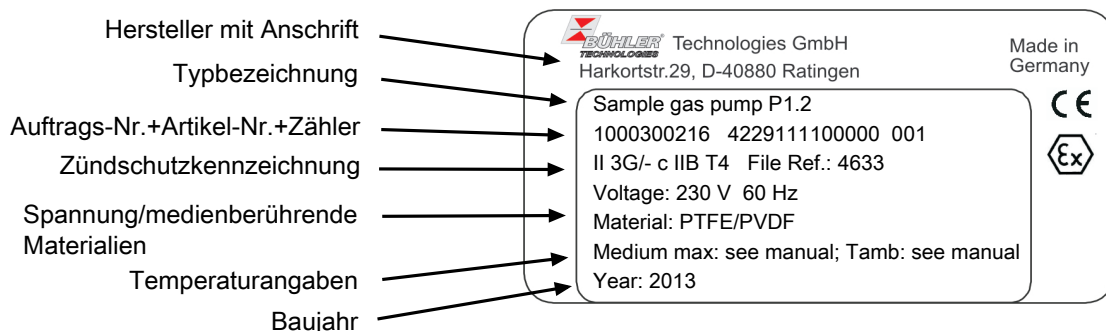 Hersteller mit Anschrift
Typbezeichnung
Auftrags-Nr.+Artikel-Nr.+Zähler
Zündschutzkennzeichnung
Spannung/medienberührende
Materialien
Temperaturangaben
Baujahr
BÜHLER Technologies GmbH
TECHNOLOGIES
Harkortstr.29, D-40880 Ratingen
Made in
Germany
CE
Sample gas pump P1.2
1000300216 4229111100000 001
II 3G/- c IIB T4 File Ref.: 4633
Ex
Voltage: 230 V 60 Hz
Material: PTFE/PVDF
Medium max: see manual; Tamb: see manual
Year: 2013